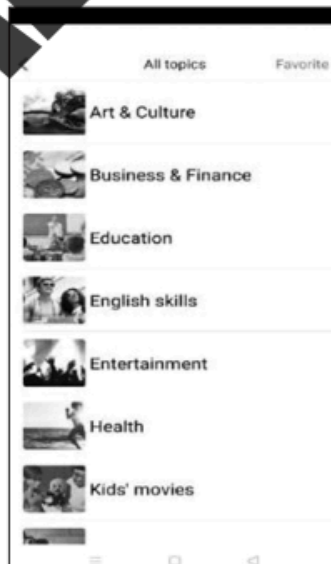 All topics Favorite
Art & Culture
Business & Finance
Education
English skills
Entertainment
Health
Kids' movies